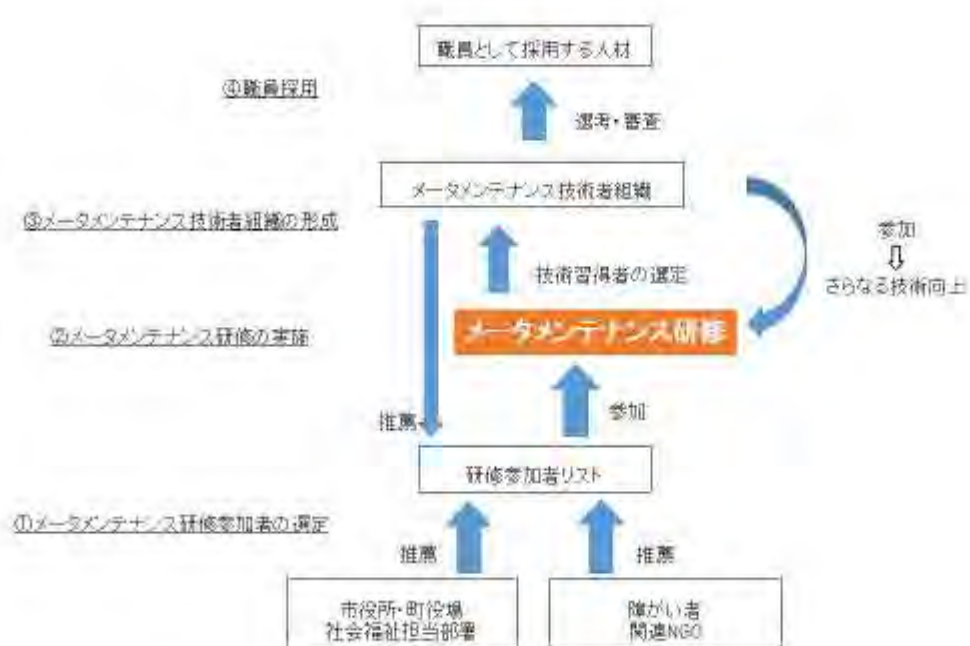 職員として採用する人材
④職員採用
選考・審査
メータメンテナンス技術者組織
③メータメンテナンス技術者組織の形成
参加
技術習得者の選定
さらなる技術向上
②メータメンテナンス研修の実施
メータメンテナンス研修
参加
推薦
研修参加者リスト
①メータメンテナンス研修参加者の選定
推薦
推薦
市役所・町役場
社会福祉担当部署
障がい者
関連NGO